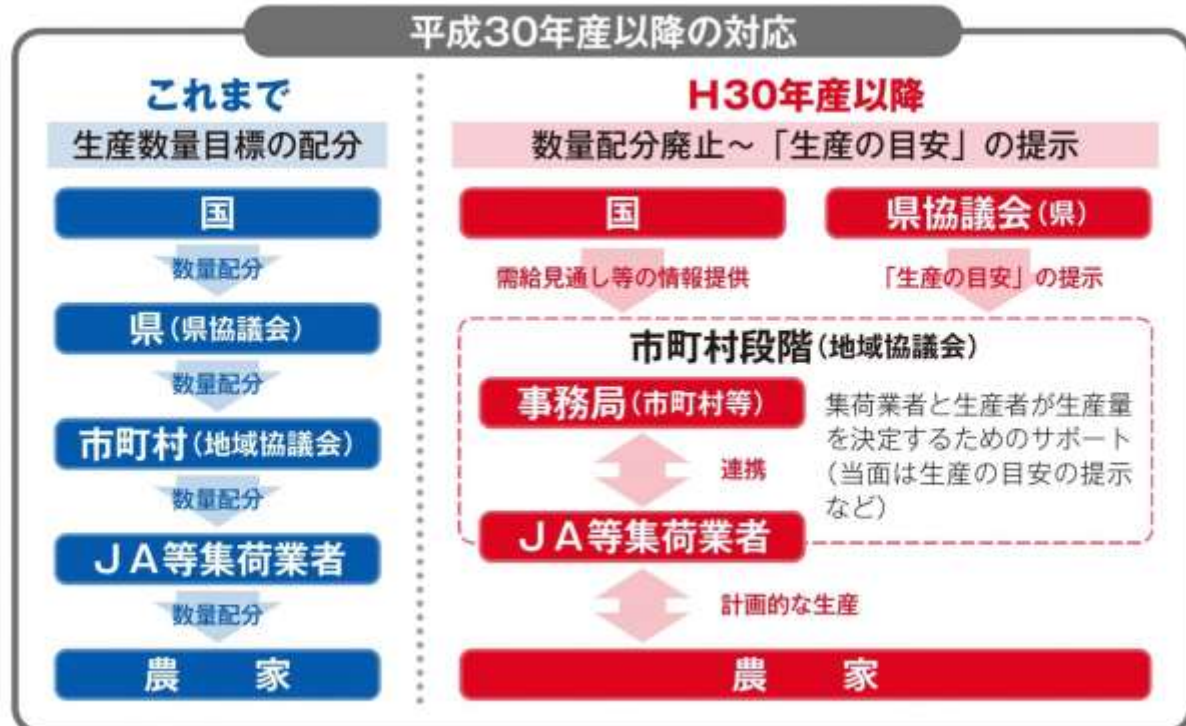 平成30年産以降の対応
これまで
生産数量目標の配分
国
数量配分
県(県協議会)
数量配分
市町村(地域協議会)
数量配分
JA等集荷業者
数量配分
農　家
H30年産以降
数量配分廃止～「生産の目安」の提示
国
県協議会(県)
需給見通し等の情報提供
「生産の目安」の提示
市町村段階(地域協議会)
事務局(市町村等)
連携
JA等集荷業者
集荷業者と生産者が生産量
を決定するためのサポート
(当面は生産の目安の提示
など)
計画的な生産
農　家